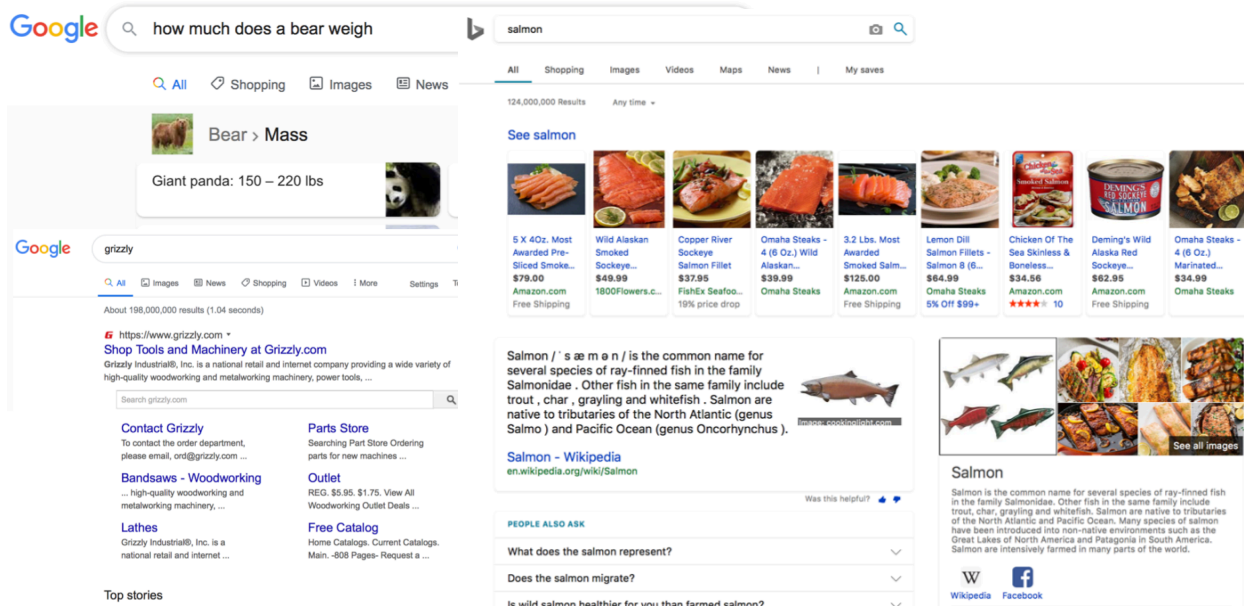 Google
how much does a bear weigh
All
Shopping
Images
News
Bear › Mass
Giant panda: 150 – 220 lbs
Google
grizzly
All
Images
News
Shopping
Videos
More
Settings
About 198,000,000 results (1.04 seconds)
https://www.grizzly.com
Shop Tools and Machinery at Grizzly.com
Grizzly Industrial®, Inc. is a national retail and internet company providing a wide variety of
high-quality woodworking and metalworking machinery, power tools, ...
Search grizzly.com
Contact Grizzly
To contact the order department,
please email, ord@grizzly.com ...
Parts Store
Searching Part Store Ordering
parts for new machines ...
Bandsaws - Woodworking
... high-quality woodworking and
metalworking machinery, ...
Outlet
REG. $5.95. $1.75. View All
Woodworking Outlet Deals ...
Lathes
Grizzly Industrial®, Inc. is a
national retail and internet ...
Free Catalog
Home Catalogs. Current Catalogs.
Main. -808 Pages- Request a ...
Top stories
salmon
All
Shopping
Images
Videos
Maps
News
|
My saves
124,000,000 Results
Any time
See salmon
5 X 4Oz. Most
Awarded Pre-
Sliced Smoke...
$79.00
Amazon.com
Free Shipping
Wild Alaskan
Smoked
Sockeye...
$49.99
1800Flowers.c...
Copper River
Sockeye
Salmon Fillet
$37.95
FishEx Seafoo...
19% price drop
Omaha Steaks -
4 (6 Oz.) Wild
Alaskan...
$39.99
Omaha Steaks
3.2 Lbs. Most
Awarded
Smoked Salm...
$125.00
Amazon.com
Free Shipping
Lemon Dill
Salmon Fillets -
Salmon 8 (6...
$64.99
Omaha Steaks
5% Off $99+
Chicken
Smoked Salmon
Chicken Of The
Sea Skinless &
Boneless...
$34.56
Amazon.com
10
DEMING'S
RED SOCKEYE
SALMON
Deming's Wild
Alaska Red
Sockeye...
$62.95
Amazon.com
Free Shipping
Omaha Steaks -
4 (6 Oz.)
Marinated...
$34.99
Omaha Steaks
Salmon / ˈ s æ m ə n / is the common name for
several species of ray-finned fish in the family
Salmonidae . Other fish in the same family include
trout , char , grayling and whitefish . Salmon are
native to tributaries of the North Atlantic (genus
Salmo ) and Pacific Ocean (genus Oncorhynchus ).
Image: cookinglight.com
Salmon - Wikipedia
en.wikipedia.org/wiki/Salmon
Was this helpful?
PEOPLE ALSO ASK
What does the salmon represent?
Does the salmon migrate?
Is wild salmon healthier for you than farmed salmon?
See all images
Salmon
Salmon is the common name for several species of ray-finned fish
in the family Salmonidae. Other fish in the same family include
trout, char, grayling and whitefish. Salmon are native to tributaries
of the North Atlantic and Pacific Ocean. Many species of salmon
have been introduced into non-native environments such as the
Great Lakes of North America and Patagonia in South America.
Salmon are intensively farmed in many parts of the world.
W
Wikipedia
Facebook